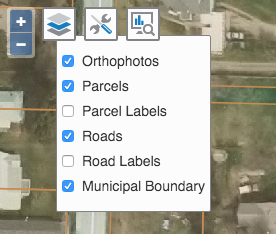 +
−
Orthophotos
Parcels
Parcel Labels
Roads
Road Labels
Municipal Boundary